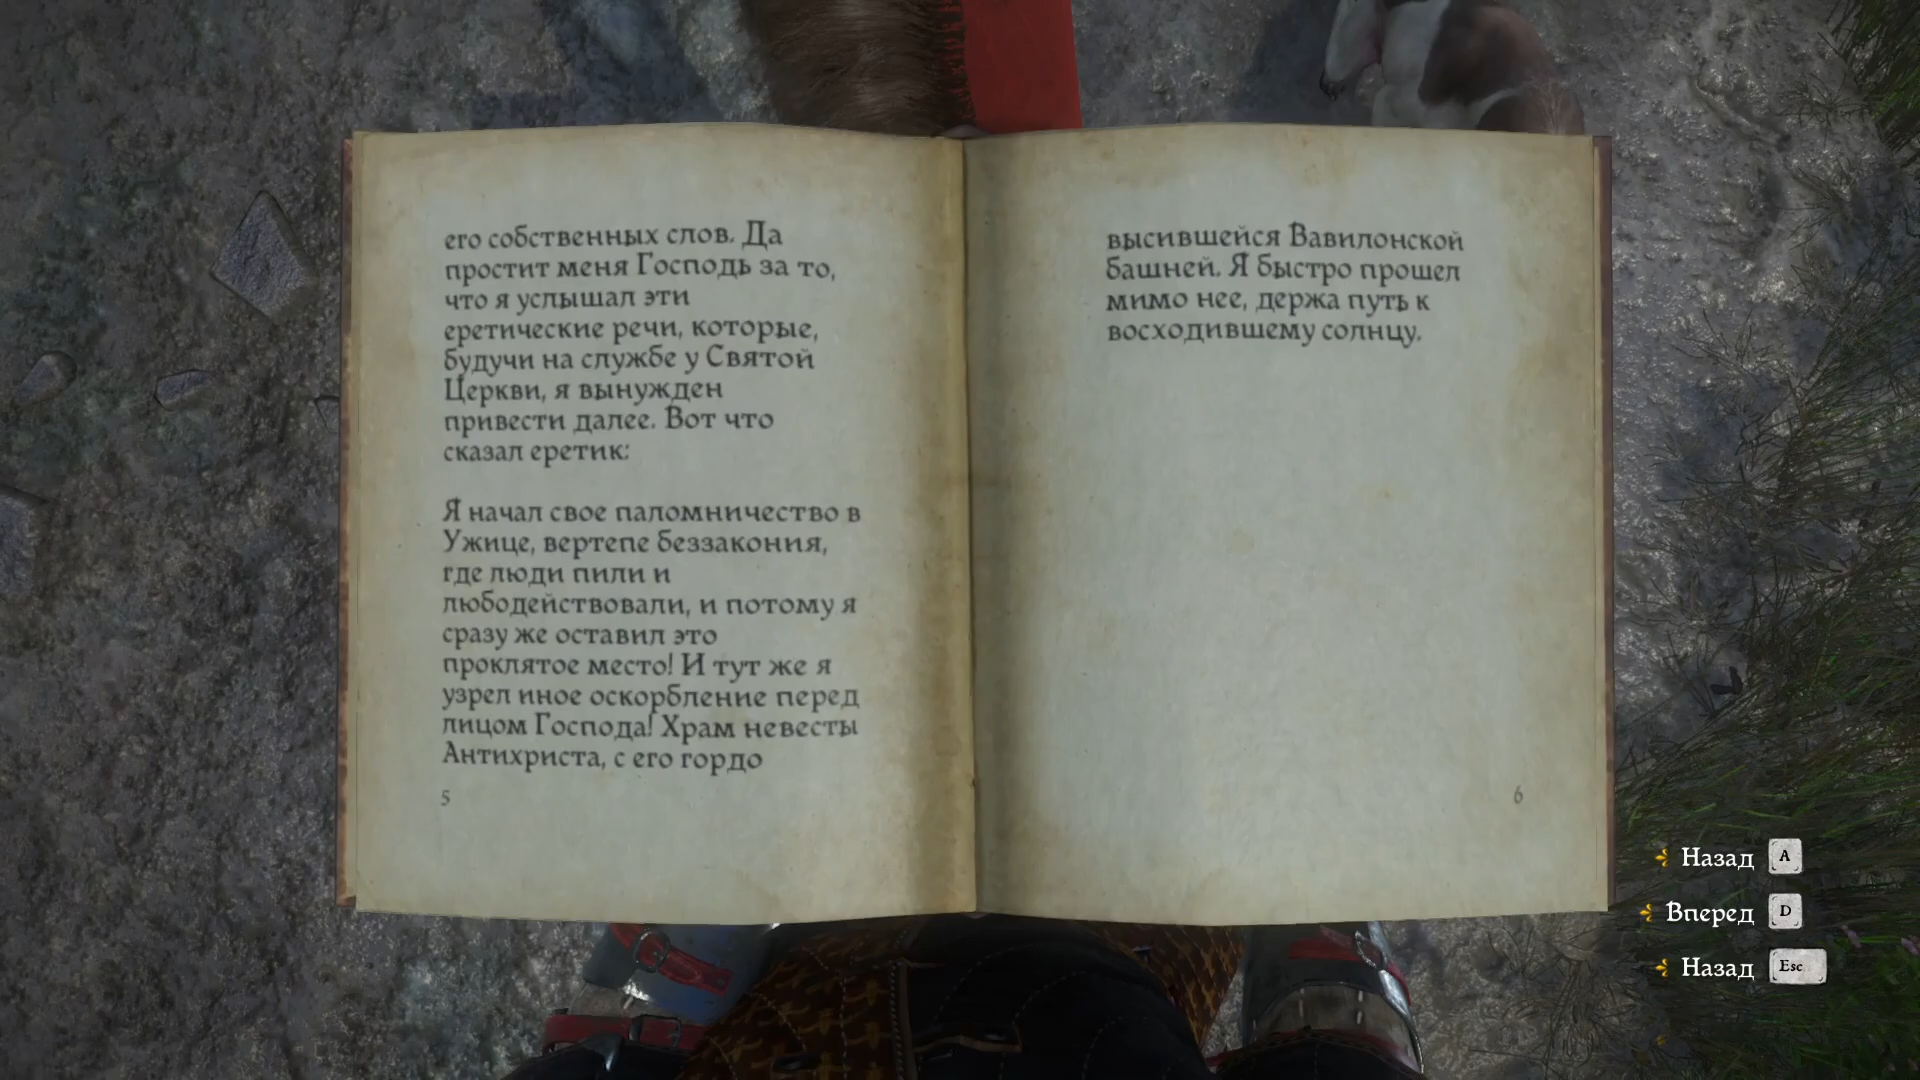 его собственных слов. Да
простит меня Господь за то,
что я услышал эти
еретические речи, которые,
будучи на службе у Святой
Церкви, я вынужден
привести далее. Вот что
сказал еретик:
Я начал свое паломничество в
Ужице, вертепе беззакония,
где люди пили и
любодействовали, и потому я
сразу же оставил это
проклятое место! И тут же я
узрел иное оскорбление перед
лицом Господа! Храм невесты
Антихриста, с его гордо
5
высившейся Вавилонской
башней. Я быстро прошел
мимо нее, держа путь к
восходившему солнцу.
6
Назад A
Вперед D
Назад Esc